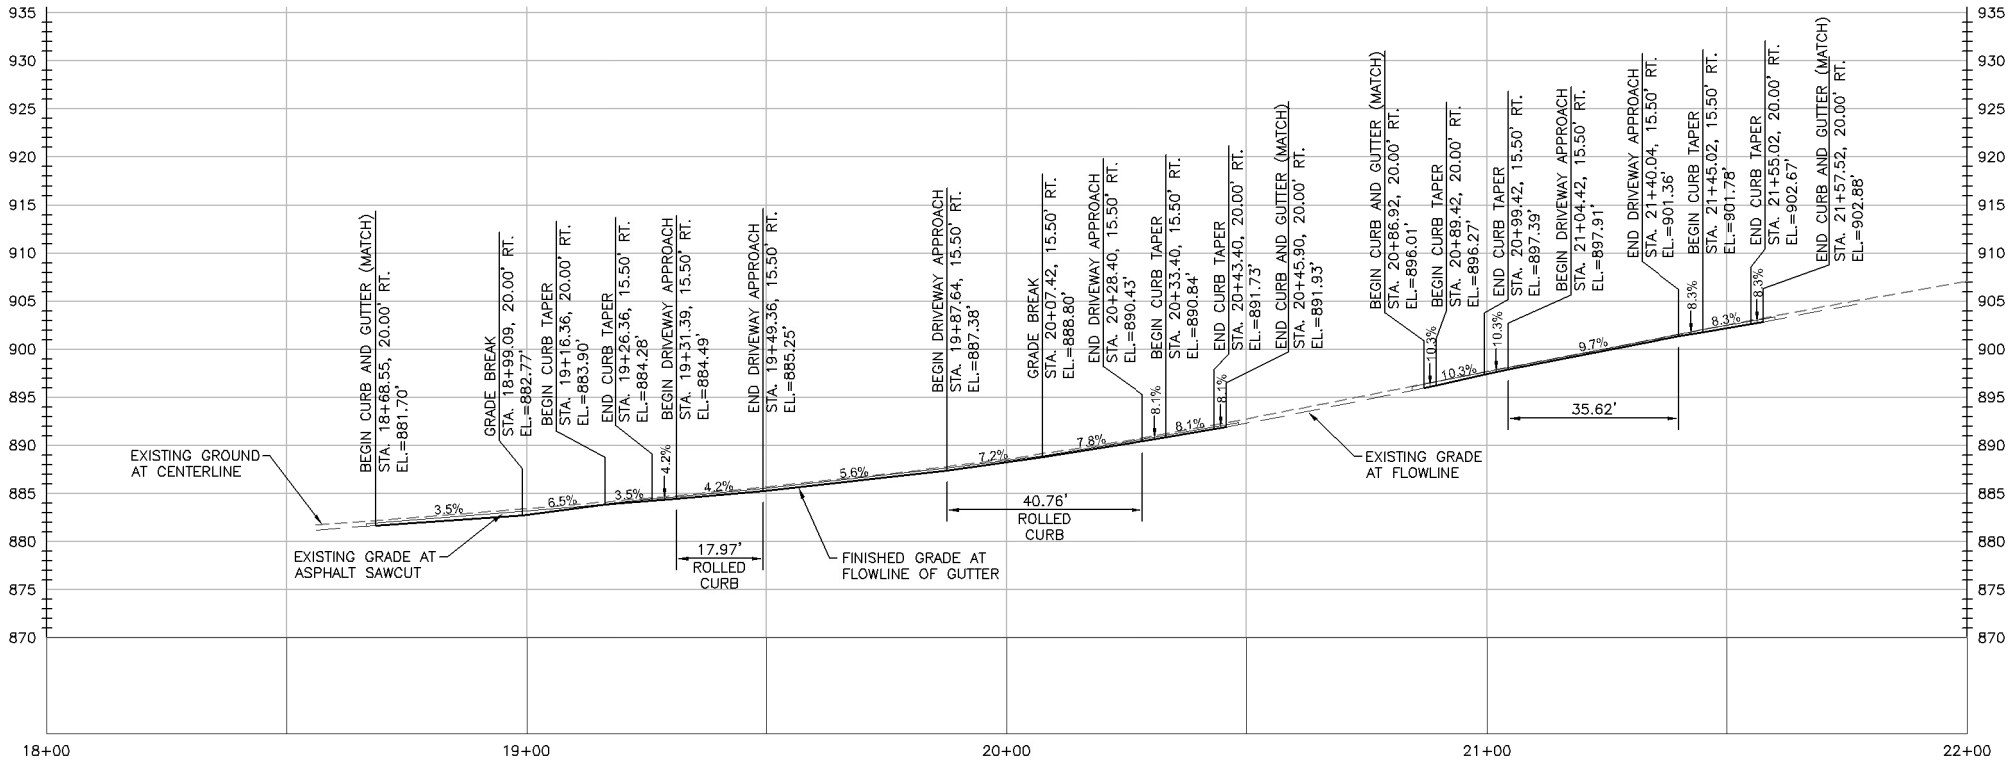 935
930
925
920
915
910
905
900
895
890
885
880
875
870
EXISTING GROUND
AT CENTERLINE
BEGIN CURB AND GUTTER (MATCH)
STA. 18+68.55, 20.00' RT.
EL.=881.70'
3.5%
EXISTING GRADE AT
ASPHALT SAWCUT
GRADE BREAK
STA. 18+99.09, 20.00' RT.
EL.=882.77'
6.5%
BEGIN CURB TAPER
STA. 19+16.36, 20.00' RT.
EL.=883.90'
3.5%
END CURB TAPER
STA. 19+26.36, 15.50' RT.
EL.=884.28'
4.2%
BEGIN DRIVEWAY APPROACH
STA. 19+31.39, 15.50' RT.
EL.=884.49'
4.2%
17.97'
ROLLED
CURB
END DRIVEWAY APPROACH
STA. 19+49.36, 15.50' RT.
EL.=885.25'
5.6%
FINISHED GRADE AT
FLOWLINE OF GUTTER
BEGIN DRIVEWAY APPROACH
STA. 19+87.64, 15.50' RT.
EL.=887.38'
7.2%
40.76'
ROLLED
CURB
GRADE BREAK
STA. 20+07.42, 15.50' RT.
EL.=888.80'
7.8%
END DRIVEWAY APPROACH
STA. 20+28.40, 15.50' RT.
EL.=890.43'
8.1%
BEGIN CURB TAPER
STA. 20+33.40, 15.50' RT.
EL.=890.84'
8.1%
END CURB TAPER
STA. 20+43.40, 20.00' RT.
EL.=891.73'
8.1%
END CURB AND GUTTER (MATCH)
STA. 20+45.90, 20.00' RT.
EL.=891.93'
EXISTING GRADE
AT FLOWLINE
BEGIN CURB AND GUTTER (MATCH)
STA. 20+86.92, 20.00' RT.
EL.=896.01'
10.3%
BEGIN CURB TAPER
STA. 20+89.42, 20.00' RT.
EL.=896.27'
10.3%
END CURB TAPER
STA. 20+99.42, 15.50' RT.
EL.=897.39'
10.3%
BEGIN DRIVEWAY APPROACH
STA. 21+04.42, 15.50' RT.
EL.=897.91'
9.7%
35.62'
END DRIVEWAY APPROACH
STA. 21+40.04, 15.50' RT.
EL.=901.36'
8.3%
BEGIN CURB TAPER
STA. 21+45.02, 15.50' RT.
EL.=901.78'
8.3%
END CURB TAPER
STA. 21+55.02, 20.00' RT.
EL.=902.67'
8.3%
END CURB AND GUTTER (MATCH)
STA. 21+57.52, 20.00' RT.
EL.=902.88'
935
930
925
920
915
910
905
900
895
890
885
880
875
870
18+00
19+00
20+00
21+00
22+00